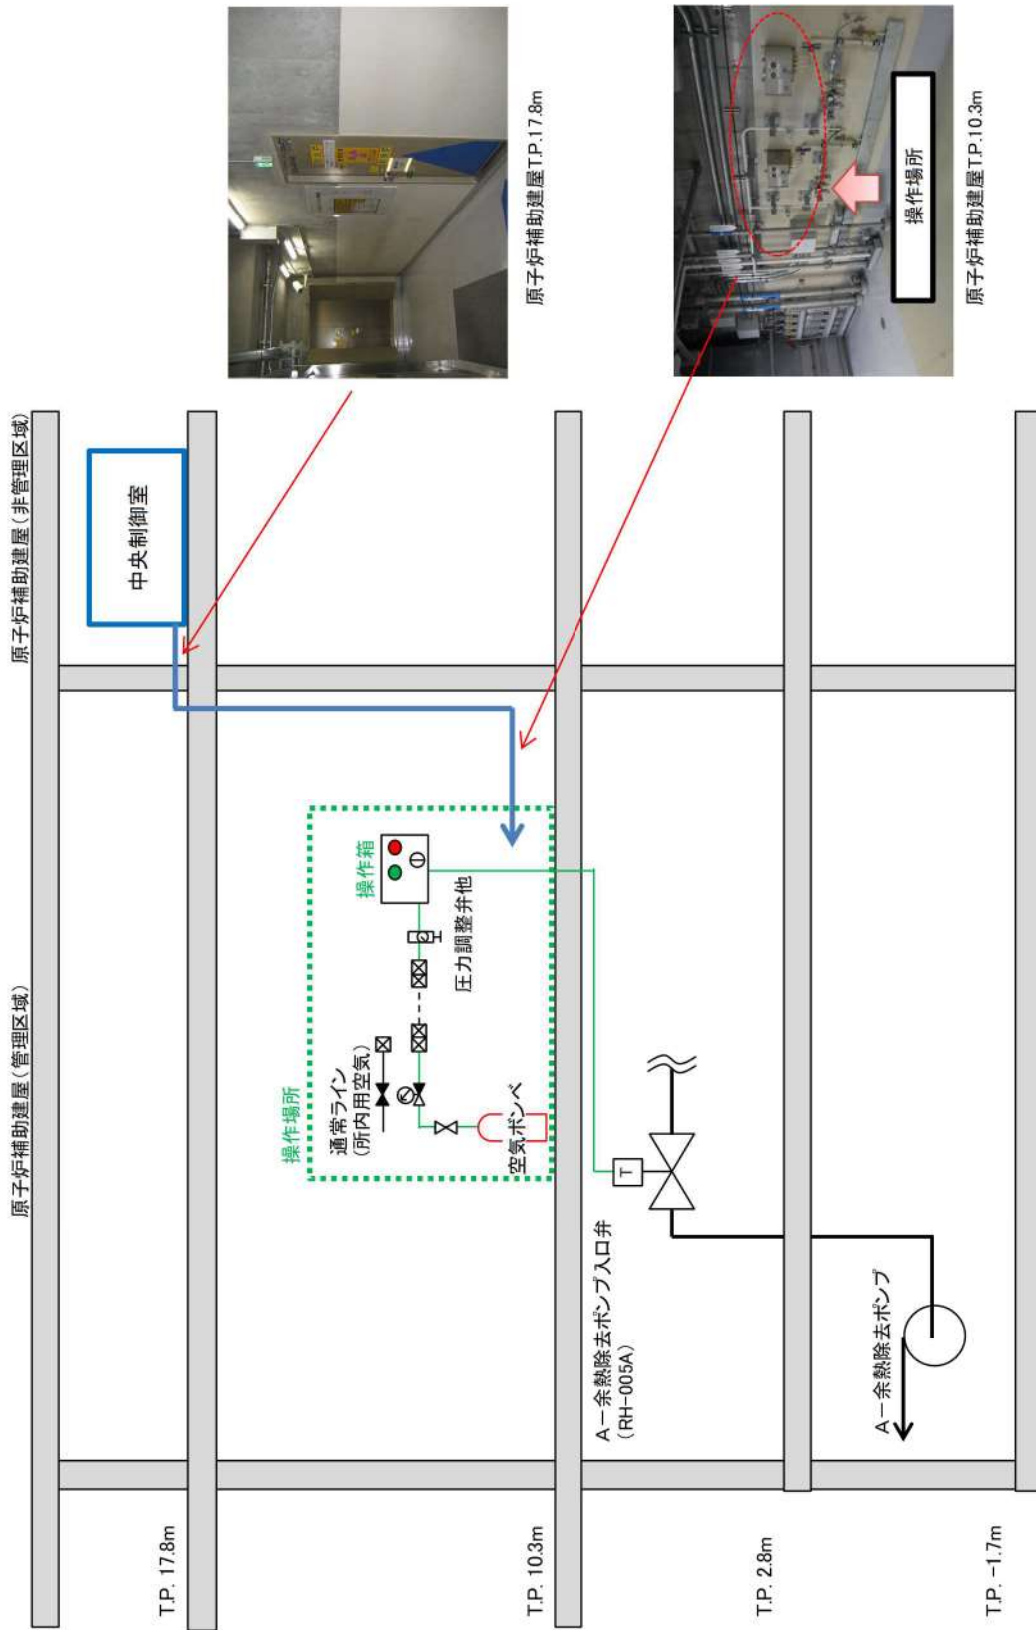 原子炉補助建屋(管理区域)
原子炉補助建屋(非管理区域)
中央制御室
T.P. 17.8m
原子炉補助建屋T.P.17.8m
操作場所
通常ライン
(所内用空気)
操作箱
圧力調整弁他
空気ボンベ
T.P. 10.3m
操作場所
原子炉補助建屋T.P.10.3m
A-余熱除去ポンプ入口弁
(RH-005A)
T
T.P. 2.8m
A-余熱除去ポンプ
T.P. -1.7m